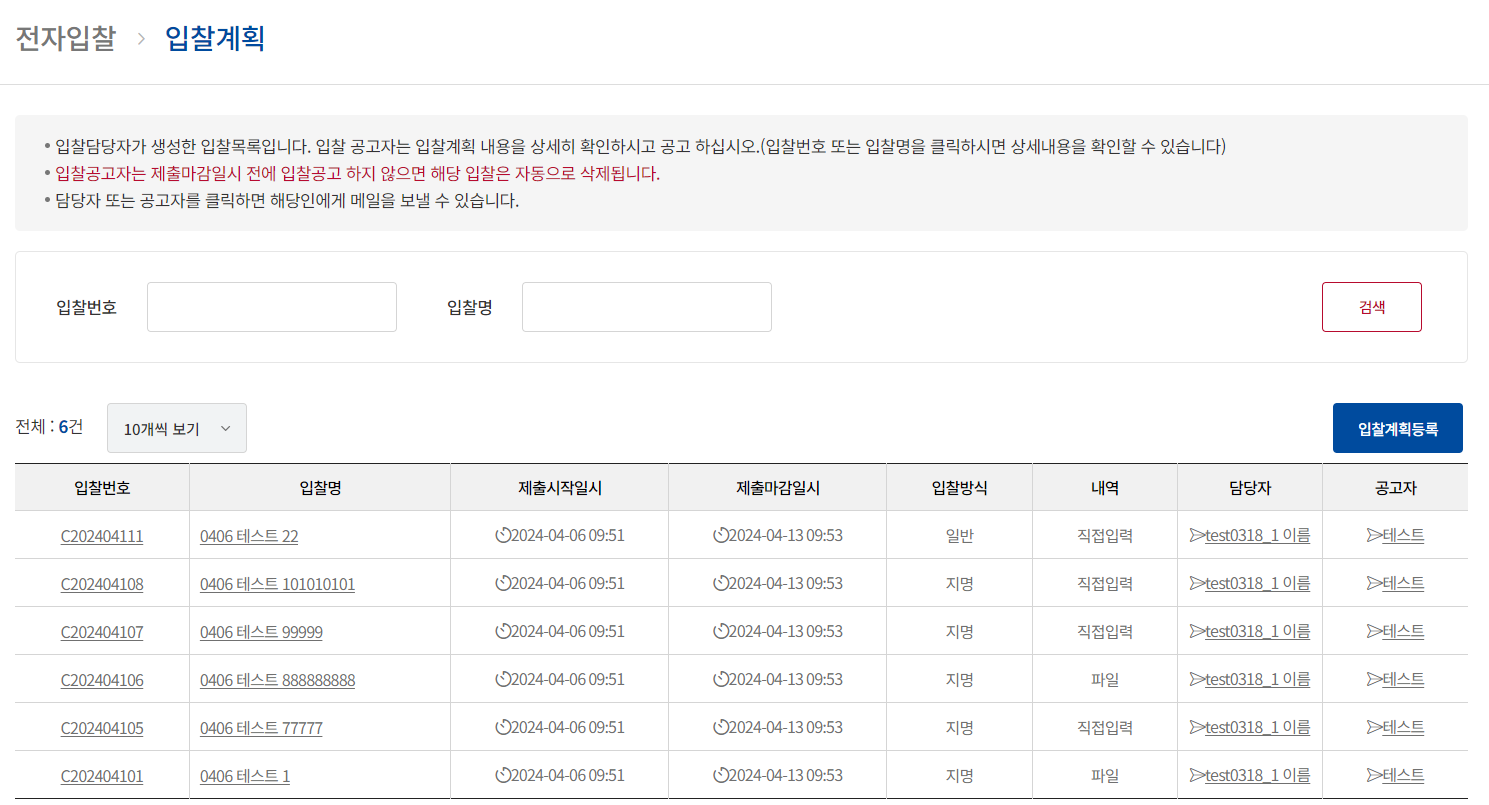 전자입찰 > 입찰계획
• 입찰담당자가 생성한 입찰목록입니다. 입찰 공고자는 입찰계획 내용을 상세히 확인하시고 공고 하십시오.(입찰번호 또는 입찰명을 클릭하시면 상세내용을 확인할 수 있습니다)
• 입찰공고자는 제출마감일시 전에 입찰공고 하지 않으면 해당 입찰은 자동으로 삭제됩니다.
• 담당자 또는 공고자를 클릭하면 해당인에게 메일을 보낼 수 있습니다.
입찰번호 입찰명 검색
전체 : 6건 10개씩 보기 입찰계획등록
입찰번호 입찰명 제출시작일시 제출마감일시 입찰방식 내역 담당자 공고자
C202404111 0406 테스트 22 2024-04-06 09:51 2024-04-13 09:53 일반 직접입력 test0318_1 이름 테스트
C202404108 0406 테스트 101010101 2024-04-06 09:51 2024-04-13 09:53 지명 직접입력 test0318_1 이름 테스트
C202404107 0406 테스트 99999 2024-04-06 09:51 2024-04-13 09:53 지명 직접입력 test0318_1 이름 테스트
C202404106 0406 테스트 888888888 2024-04-06 09:51 2024-04-13 09:53 지명 파일 test0318_1 이름 테스트
C202404105 0406 테스트 77777 2024-04-06 09:51 2024-04-13 09:53 지명 직접입력 test0318_1 이름 테스트
C202404101 0406 테스트 1 2024-04-06 09:51 2024-04-13 09:53 지명 파일 test0318_1 이름 테스트